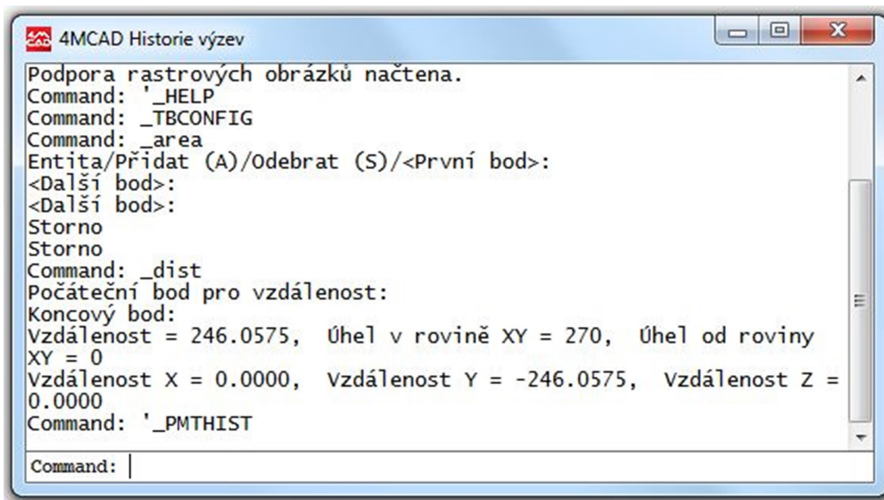 4MCAD Historie výzev
Podpora rastrových obrázků načtena.
Command: '_HELP
Command: _TBCONFIG
Command: _area
Entita/Přidat (A)/Odebrat (S)/<První bod>:
<Další bod>:
<Další bod>:
Storno
Storno
Command: _dist
Počáteční bod pro vzdálenost:
Koncový bod:
Vzdálenost = 246.0575,  Úhel v rovině XY = 270,  Úhel od roviny
XY = 0
Vzdálenost X = 0.0000,  Vzdálenost Y = -246.0575,  Vzdálenost Z =
0.0000
Command: '_PMTHIST
Command: